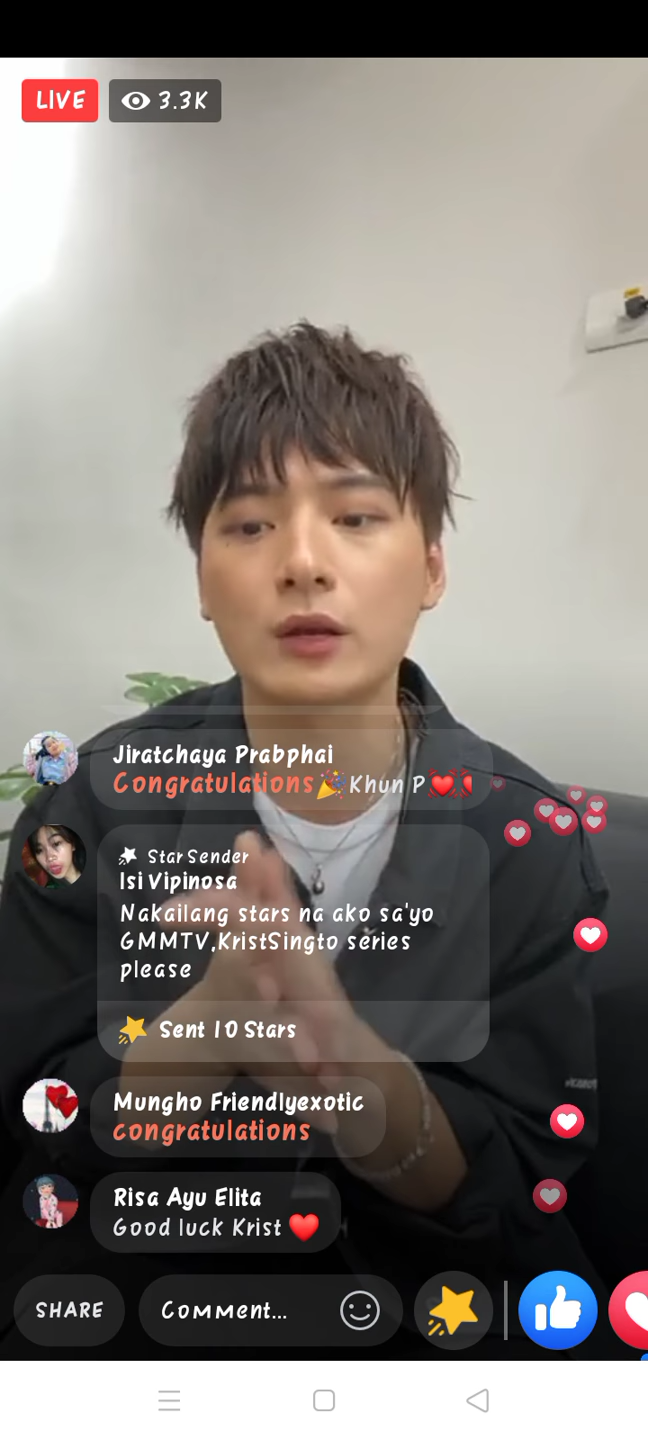 LIVE
3.3K
Jiratchaya Prabphai
Congratulations🎉Khun P💓💓
Star Sender
Isi Vipinosa
Nakailang stars na ako sa'yo
GMMTV,KristSingto series
please
Sent 10 Stars
Mungho Friendlyexotic
congratulations
Risa Ayu Elita
Good luck Krist ❤️
SHARE
Comment...